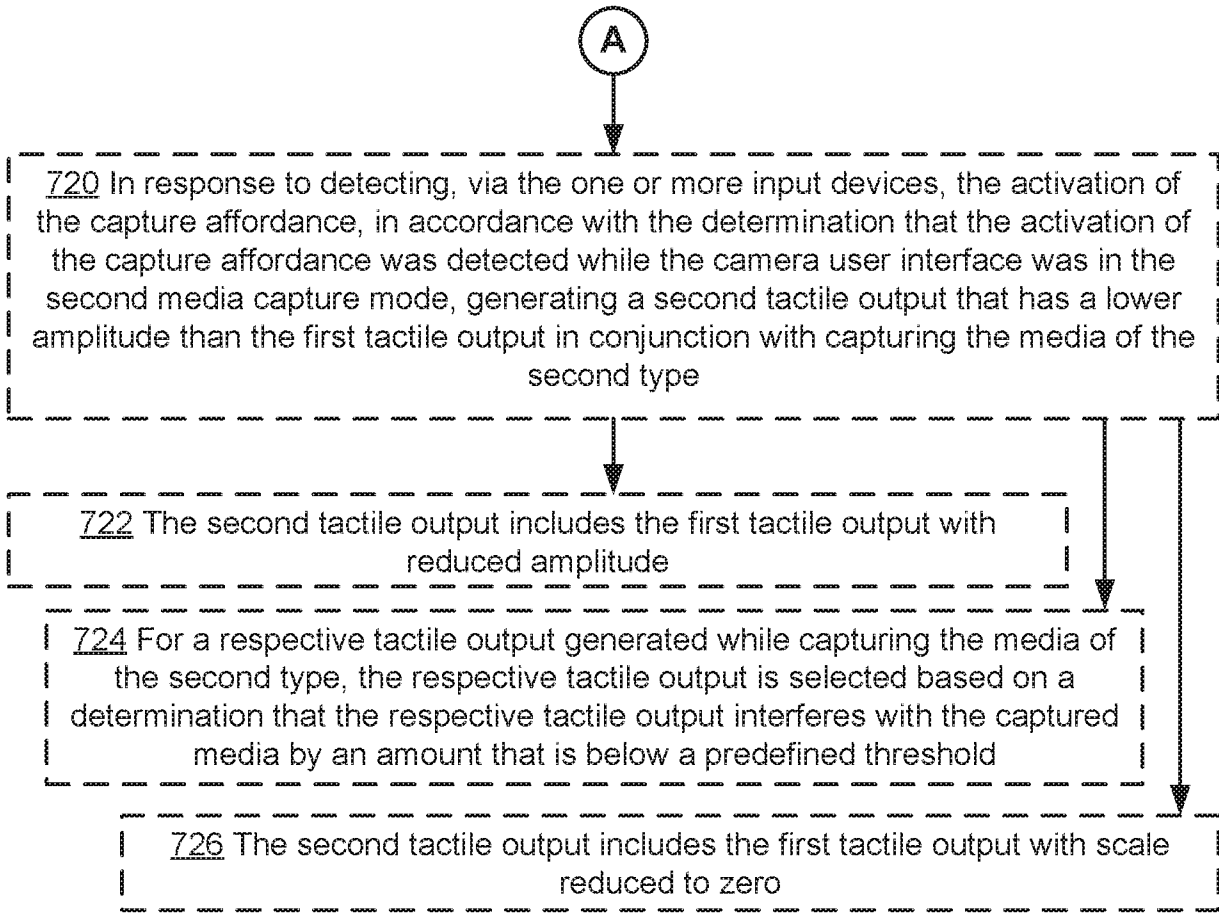 A
720 In response to detecting, via the one or more input devices, the activation of
the capture affordance, in accordance with the determination that the activation of
the capture affordance was detected while the camera user interface was in the
second media capture mode, generating a second tactile output that has a lower
amplitude than the first tactile output in conjunction with capturing the media of the
second type
722 The second tactile output includes the first tactile output with
reduced amplitude
724 For a respective tactile output generated while capturing the media of
the second type, the respective tactile output is selected based on a
determination that the respective tactile output interferes with the captured
media by an amount that is below a predefined threshold
726 The second tactile output includes the first tactile output with scale
reduced to zero